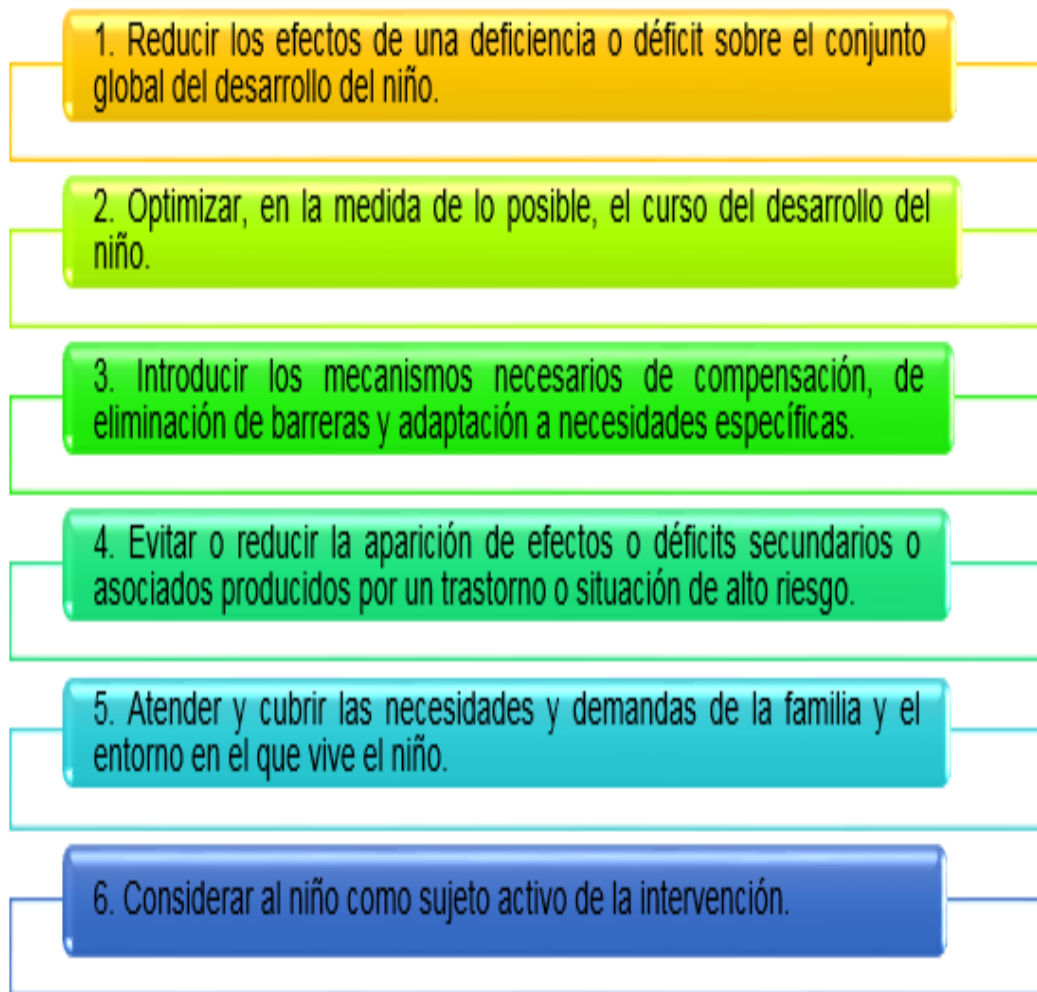 1. Reducir los efectos de una deficiencia o déficit sobre el conjunto
global del desarrollo del niño.
2. Optimizar, en la medida de lo posible, el curso del desarrollo del
niño.
3. Introducir los mecanismos necesarios de compensación, de
eliminación de barreras y adaptación a necesidades específicas.
4. Evitar o reducir la aparición de efectos o déficits secundarios o
asociados producidos por un trastorno o situación de alto riesgo.
5. Atender y cubrir las necesidades y demandas de la familia y el
entorno en el que vive el niño.
6. Considerar al niño como sujeto activo de la intervención.